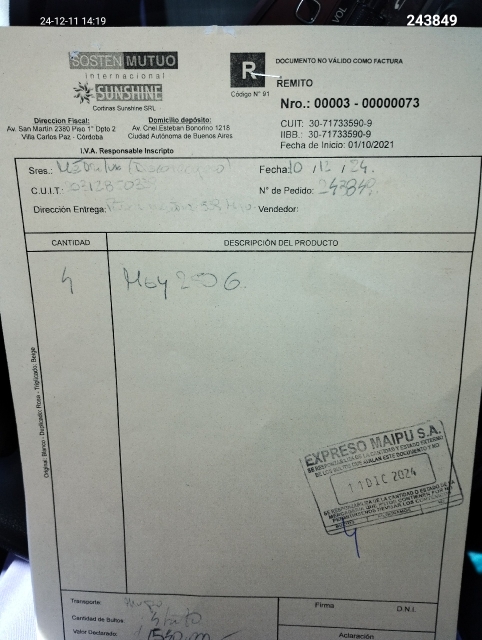 24-12-11 14:19
243849
SOSTEN MUTUO
internacional
SUNSHINE
Cortinas Sunshine SRL
R
Código N° 91
DOCUMENTO NO VÁLIDO COMO FACTURA
REMITO
Nro.: 00003 - 00000073
CUIT: 30-71733590-9
IIBB.: 30-71733590-9
Fecha de Inicio: 01/10/2021
Direccion Fiscal:
Av. San Martín 2380 Piso 1° Dpto 2
Villa Carlos Paz - Córdoba
Domicilio depósito:
Av. Cnel.Esteban Bonorino 1218
Ciudad Autónoma de Buenos Aires
I.V.A. Responsable Inscripto
Sres.:
Fecha: 10 / 12 / 24
C.U.I.T.:
N° de Pedido: 243849
Dirección Entrega:
Vendedor:
CANTIDAD
DESCRIPCIÓN DEL PRODUCTO
4
Original: Blanco - Duplicado: Rosa - Triplicado: Beige
EXPRESO MAIPU S.A.
11 DIC 2024
Transporte:
Cantidad de Bultos:
Valor Declarado:
Firma
D.N.I.
Aclaración